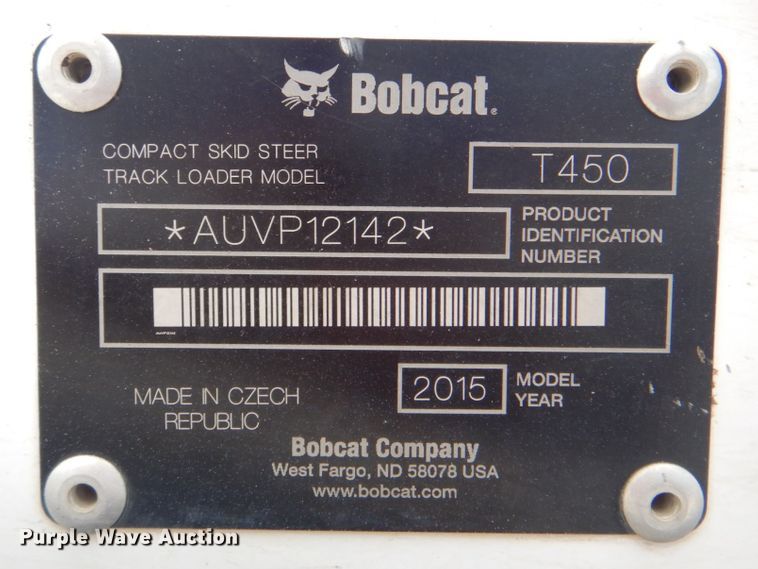 Bobcat®
COMPACT SKID STEER
TRACK LOADER MODEL
T450
*AUVP12142*
PRODUCT
IDENTIFICATION
NUMBER
MADE IN CZECH
REPUBLIC
2015
MODEL
YEAR
Bobcat Company
West Fargo, ND 58078 USA
www.bobcat.com
Purple Wave Auction